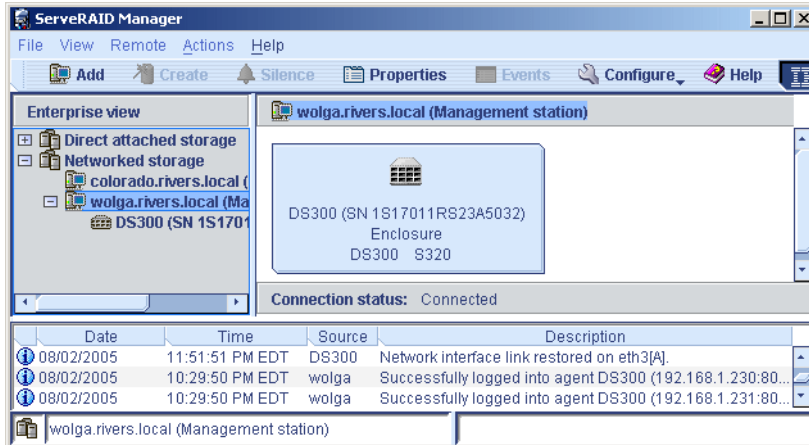 ServeRAID Manager
File View Remote Actions Help
Add Create Silence Properties Events Configure Help
Enterprise view
wolga.rivers.local (Management station)
Direct attached storage
Networked storage
colorado.rivers.local (
wolga.rivers.local (Ma
DS300 (SN 1S1701
DS300 (SN 1S17011RS23A5032)
Enclosure
DS300 S320
Connection status: Connected
Date Time Source Description
08/02/2005 11:51:51 PM EDT DS300 Network interface link restored on eth3[A].
08/02/2005 10:29:50 PM EDT wolga Successfully logged into agent DS300 (192.168.1.230:80...
08/02/2005 10:29:50 PM EDT wolga Successfully logged into agent DS300 (192.168.1.231:80...
wolga.rivers.local (Management station)